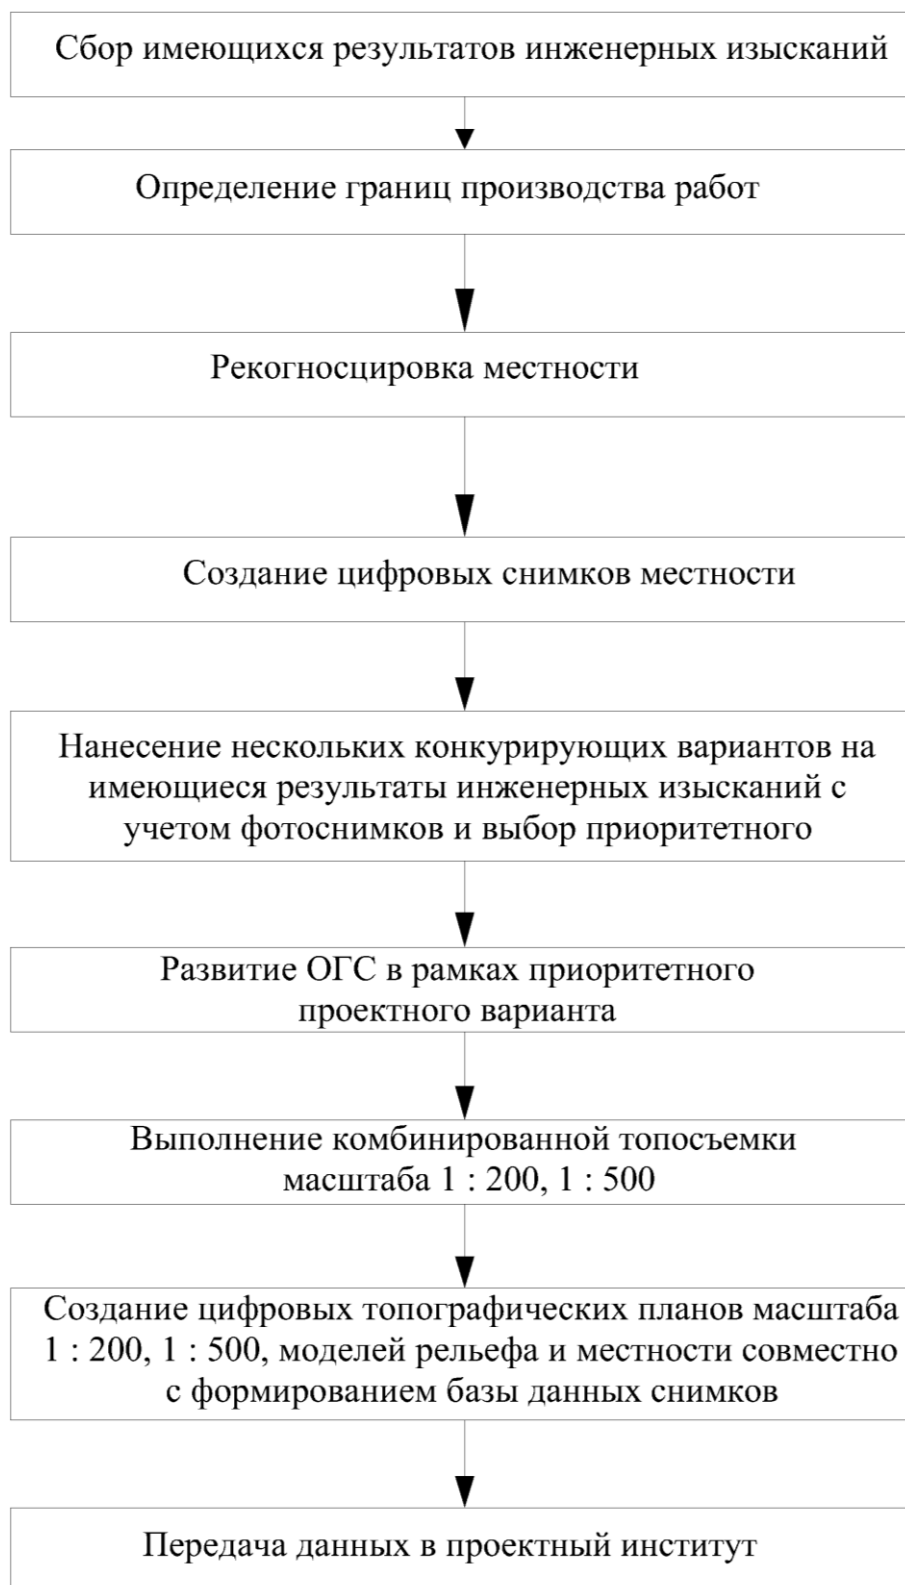 Сбор имеющихся результатов инженерных изысканий
Определение границ производства работ
Рекогносцировка местности
Создание цифровых снимков местности
Нанесение нескольких конкурирующих вариантов на
имеющиеся результаты инженерных изысканий с
учетом фотоснимков и выбор приоритетного
Развитие ОГС в рамках приоритетного
проектного варианта
Выполнение комбинированной топосъемки
масштаба 1 : 200, 1 : 500
Создание цифровых топографических планов масштаба
1 : 200, 1 : 500, моделей рельефа и местности совместно
с формированием базы данных снимков
Передача данных в проектный институт